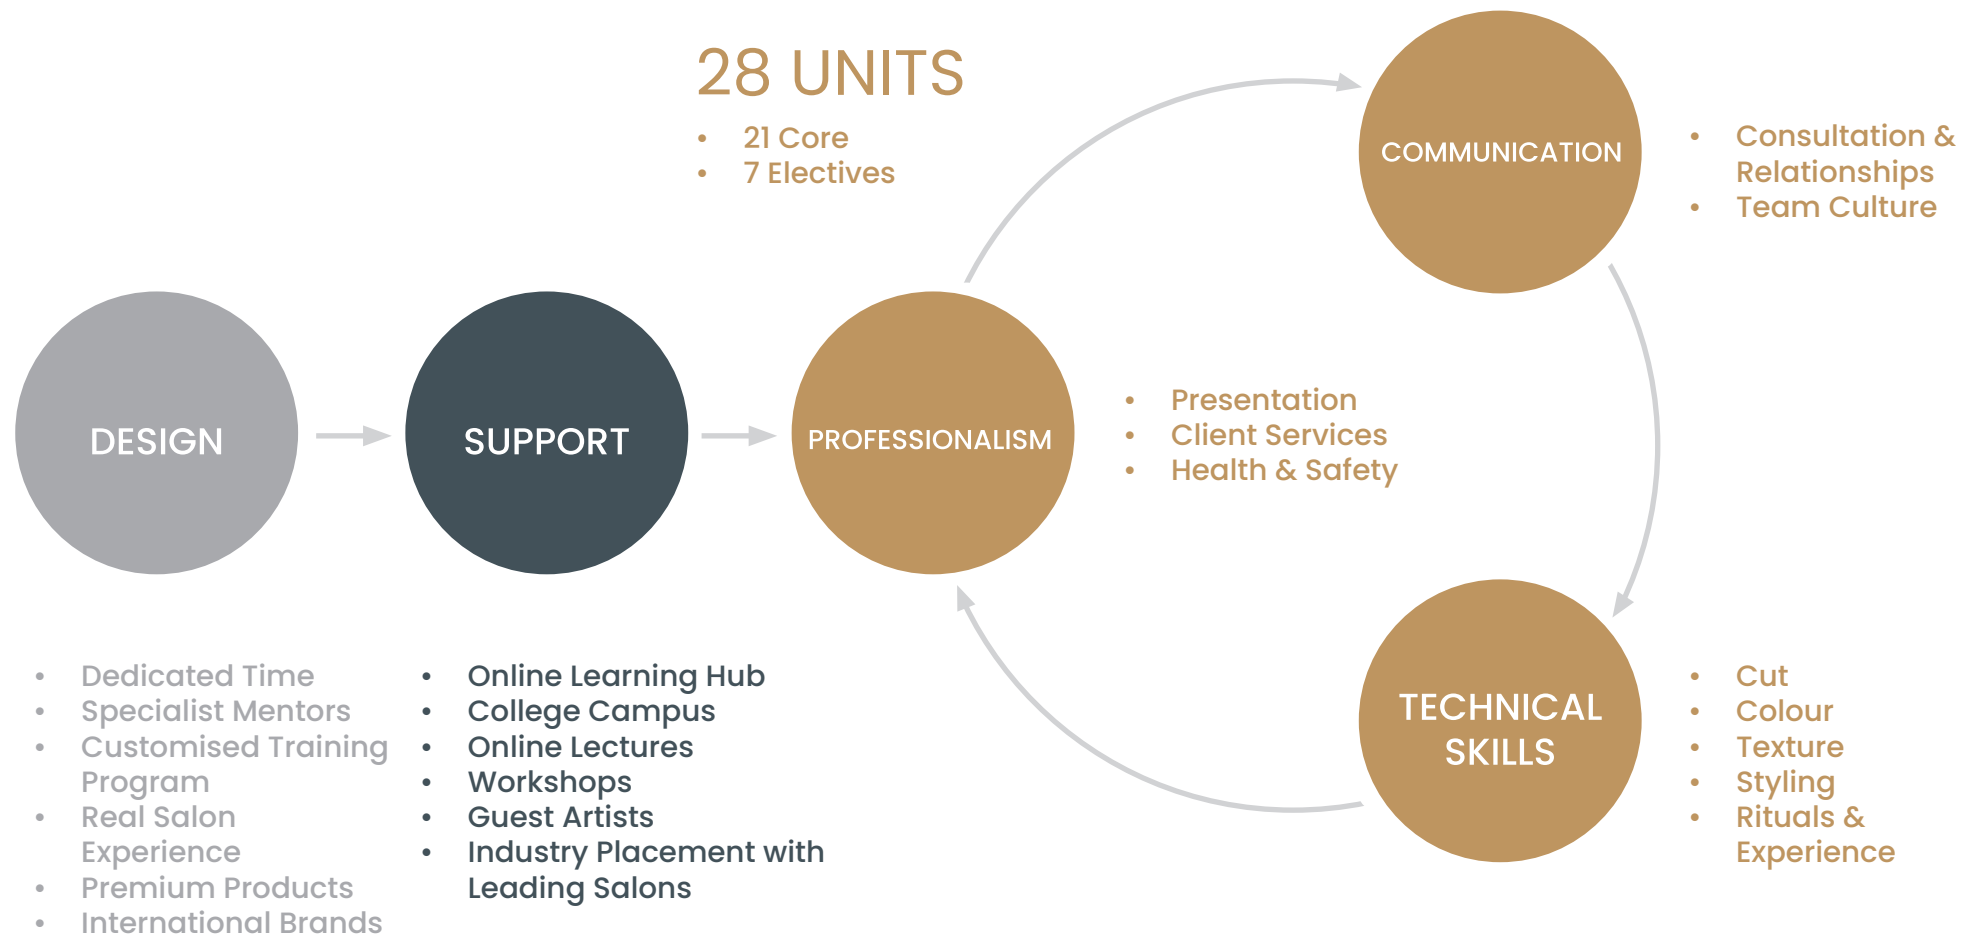 28 UNITS
• 21 Core
• 7 Electives
COMMUNICATION
• Consultation &
Relationships
• Team Culture
DESIGN
SUPPORT
PROFESSIONALISM
• Presentation
• Client Services
• Health & Safety
• Dedicated Time
• Specialist Mentors
• Customised Training
Program
• Real Salon
Experience
• Premium Products
• International Brands
• Online Learning Hub
• College Campus
• Online Lectures
• Workshops
• Guest Artists
• Industry Placement with
Leading Salons
TECHNICAL
SKILLS
• Cut
• Colour
• Texture
• Styling
• Rituals &
Experience